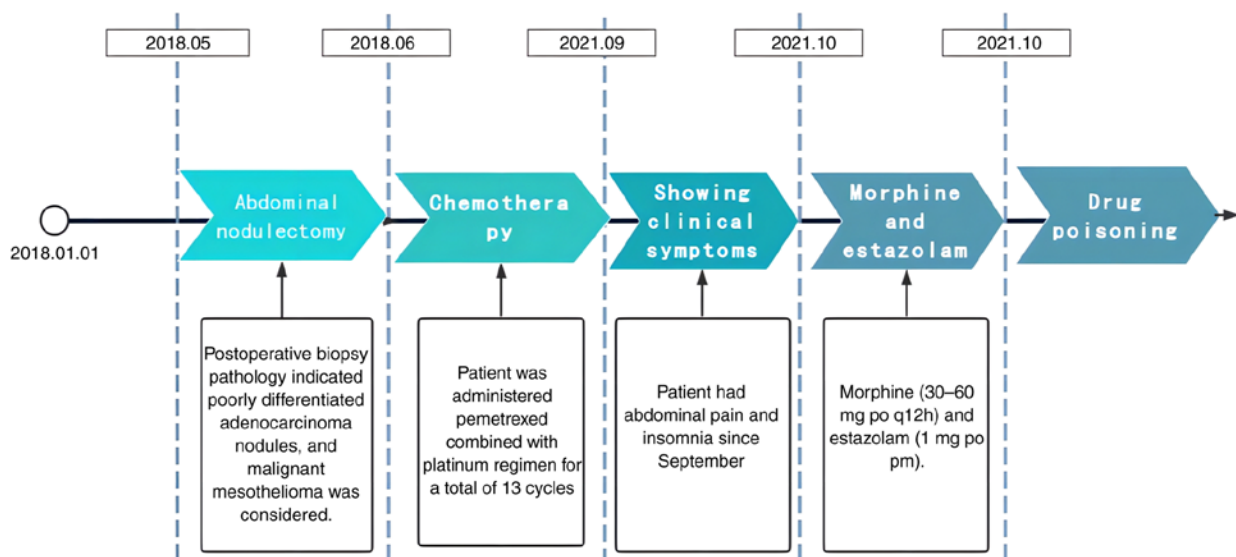 2018.05
2018.06
2021.09
2021.10
2021.10
2018.01.01
Abdominal
nodulectomy
Chemothera
py
Showing
clinical
symptoms
Morphine
and
estazolam
Drug
poisoning
Postoperative biopsy
pathology indicated
poorly differentiated
adenocarcinoma
nodules, and
malignant
mesothelioma was
considered.
Patient was
administered
pemetrexed
combined with
platinum regimen for
a total of 13 cycles
Patient had
abdominal pain and
insomnia since
September
Morphine (30–60
mg po q12h) and
estazolam (1 mg po
pm).